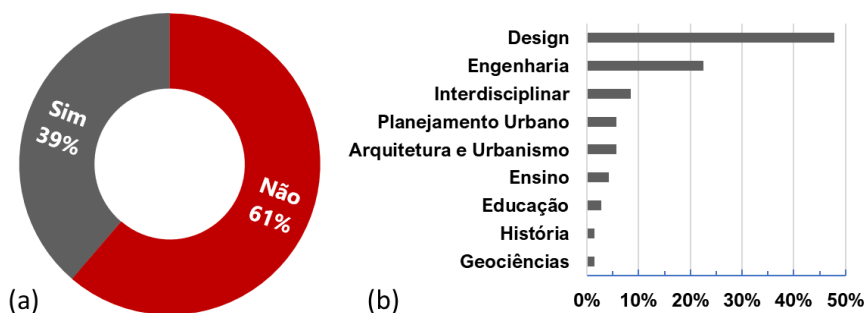 Sim
39%
Não
61%
(a)
Design
Engenharia
Interdisciplinar
Planejamento Urbano
Arquitetura e Urbanismo
Ensino
Educação
História
Geociências
0% 10% 20% 30% 40% 50%
(b)